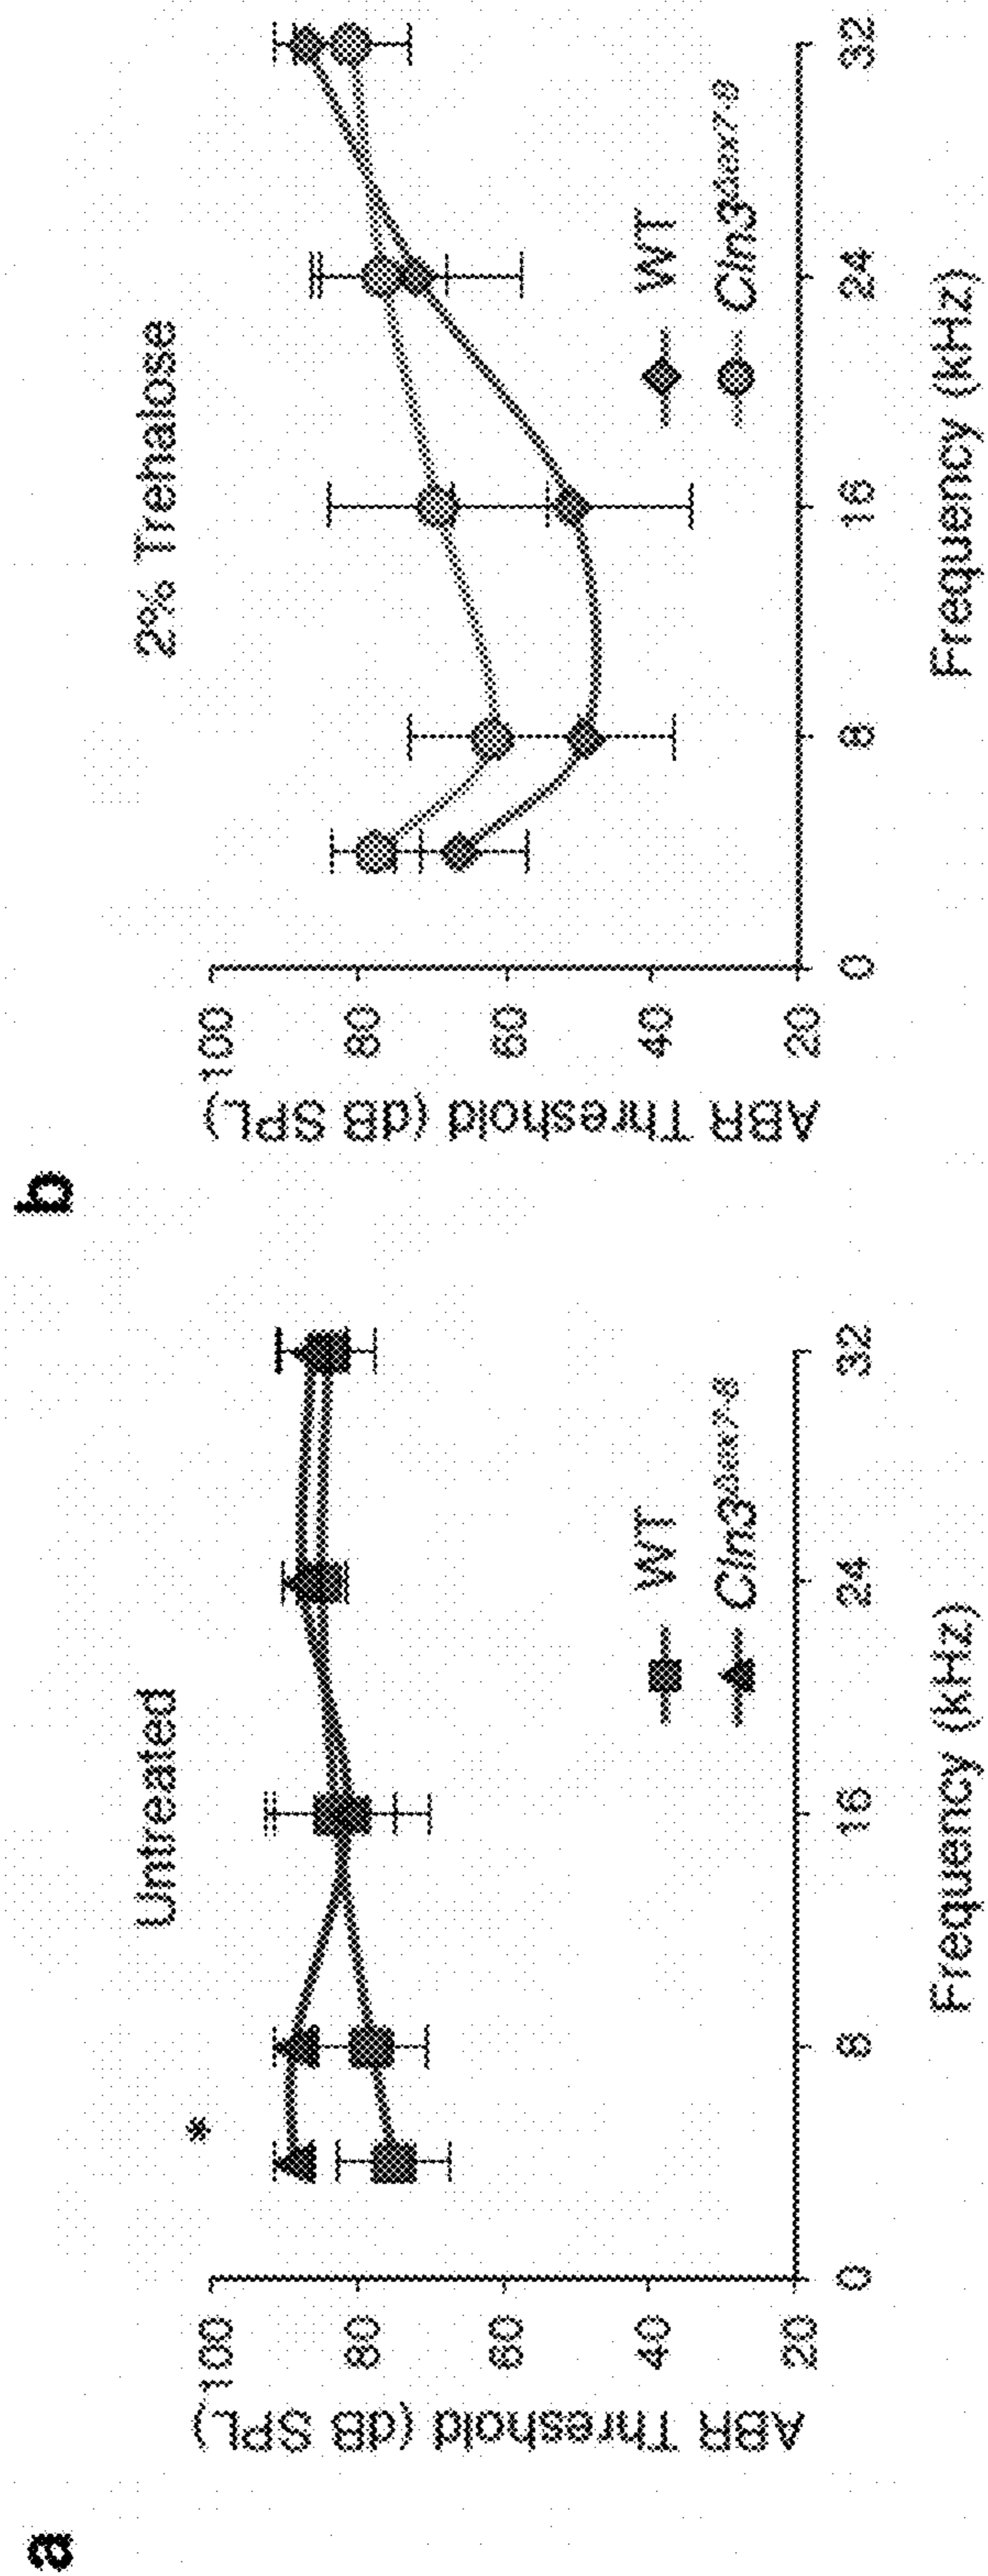 a
Untreated
*
ABR Threshold (dB SPL)
100
80
60
40
20
0
8
16
24
32
Frequency (kHz)
WT
Cln3Δex7-8
b
2% Trehalose
ABR Threshold (dB SPL)
100
80
60
40
20
0
8
16
24
32
Frequency (kHz)
WT
Cln3Δex7-8